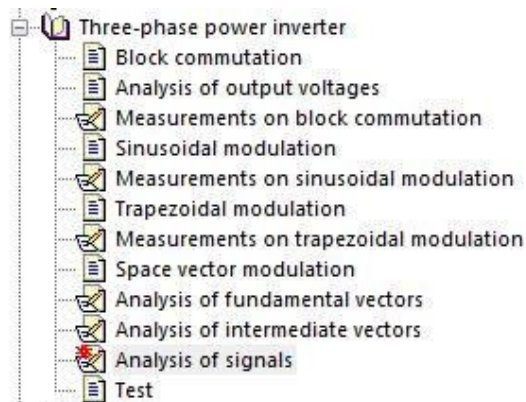 Three-phase power inverter
Block commutation
Analysis of output voltages
Measurements on block commutation
Sinusoidal modulation
Measurements on sinusoidal modulation
Trapezoidal modulation
Measurements on trapezoidal modulation
Space vector modulation
Analysis of fundamental vectors
Analysis of intermediate vectors
Analysis of signals
Test